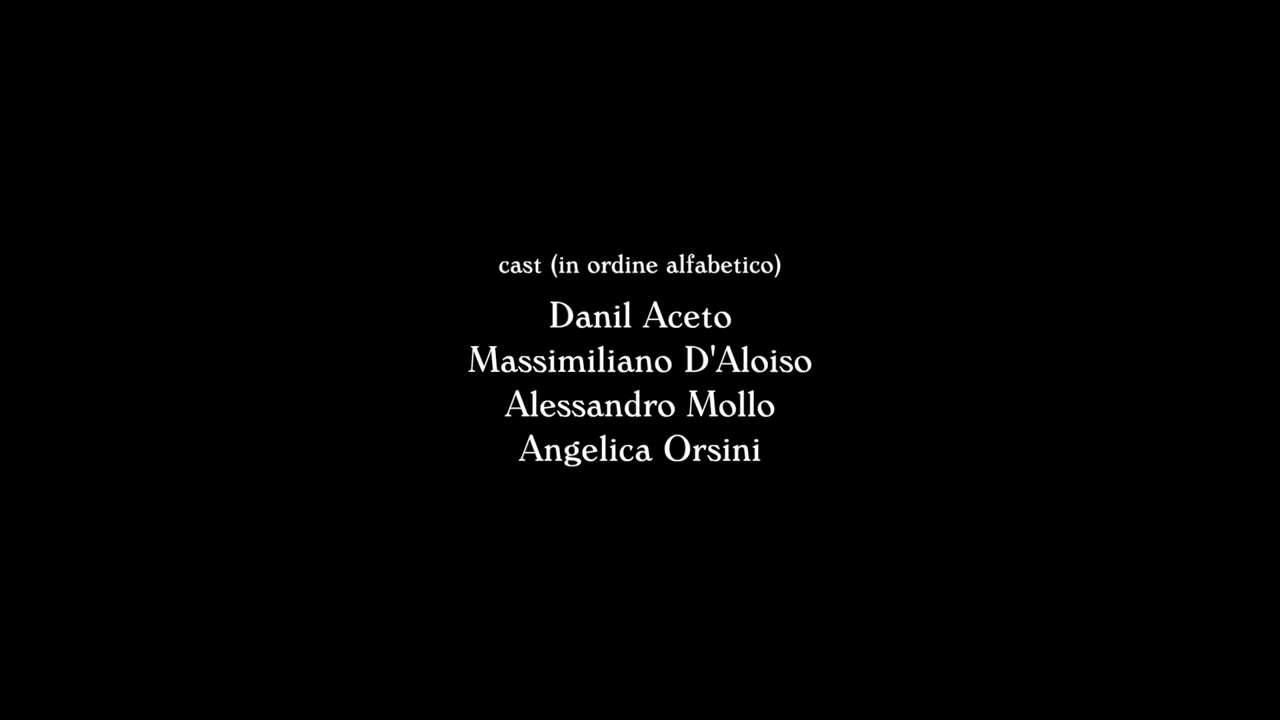 cast (in ordine alfabetico)
Danil Aceto
Massimiliano D'Aloiso
Alessandro Mollo
Angelica Orsini